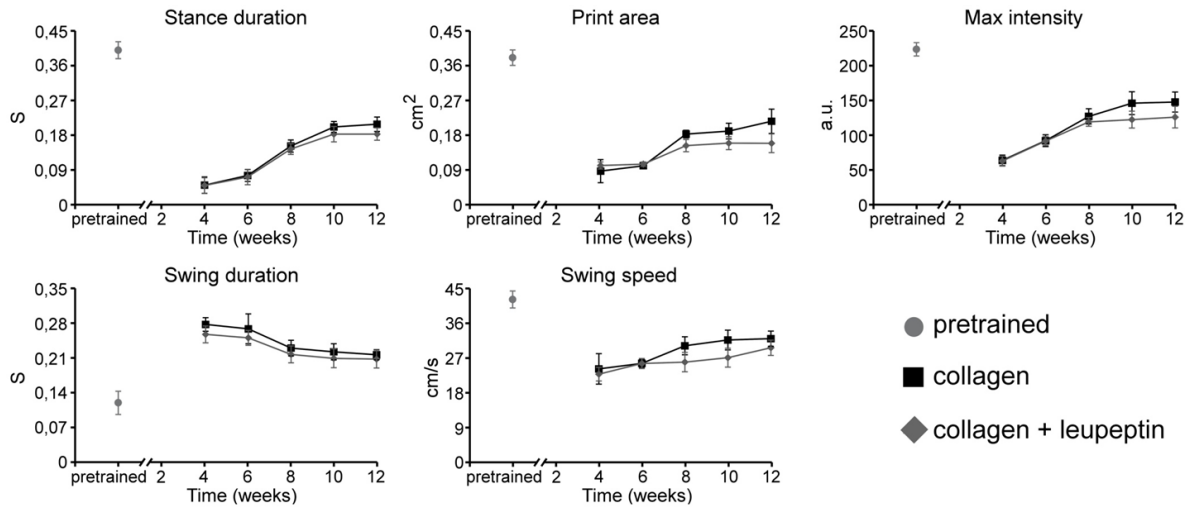 Stance duration
0,45
0,36
0,27
0,18
0,09
0
S
pretrained 2 4 6 8 10 12
Time (weeks)
Print area
0,45
0,36
0,27
0,18
0,09
0
cm2
pretrained 2 4 6 8 10 12
Time (weeks)
Max intensity
250
200
150
100
50
0
a.u.
pretrained 2 4 6 8 10 12
Time (weeks)
Swing duration
0,35
0,28
0,21
0,14
0,07
0
S
pretrained 2 4 6 8 10 12
Time (weeks)
Swing speed
45
36
27
18
9
0
cm/s
pretrained 2 4 6 8 10 12
Time (weeks)
pretrained
collagen
collagen + leupeptin